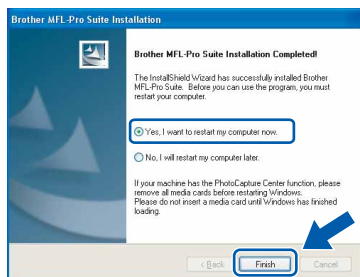 Brother MFL-Pro Suite Installation
Brother MFL-Pro Suite Installation Completed!
The InstallShield Wizard has successfully installed Brother
MFL-Pro Suite. Before you can use the program, you must
restart your computer.
Yes, I want to restart my computer now.
No, I will restart my computer later.
If your machine has the PhotoCapture Center function, please
remove all media cards before restarting Windows.
Please do not insert a media card until Windows has finished
loading.
< Back
Finish
Cancel